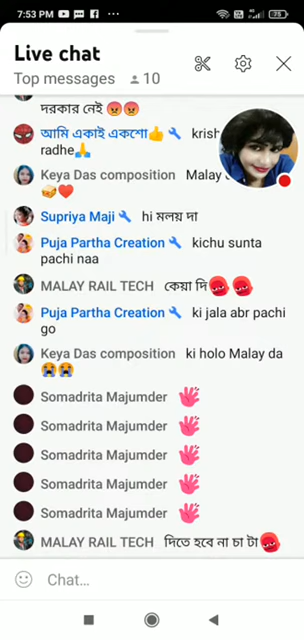 7:53 PM
75
Live chat
Top messages 10
দরকার নেই 😡😡
আমি একাই একশো👍 krish
radhe🙏
Keya Das composition Malay
🥪❤️
Supriya Maji hi মলয় দা
Puja Partha Creation kichu sunta
pachi naa
MALAY RAIL TECH কেয়া দি
Puja Partha Creation ki jala abr pachi
go
Keya Das composition ki holo Malay da
😭😭
Somadrita Majumder
Somadrita Majumder
Somadrita Majumder
Somadrita Majumder
Somadrita Majumder
MALAY RAIL TECH দিতে হবে না চা টা
Chat...